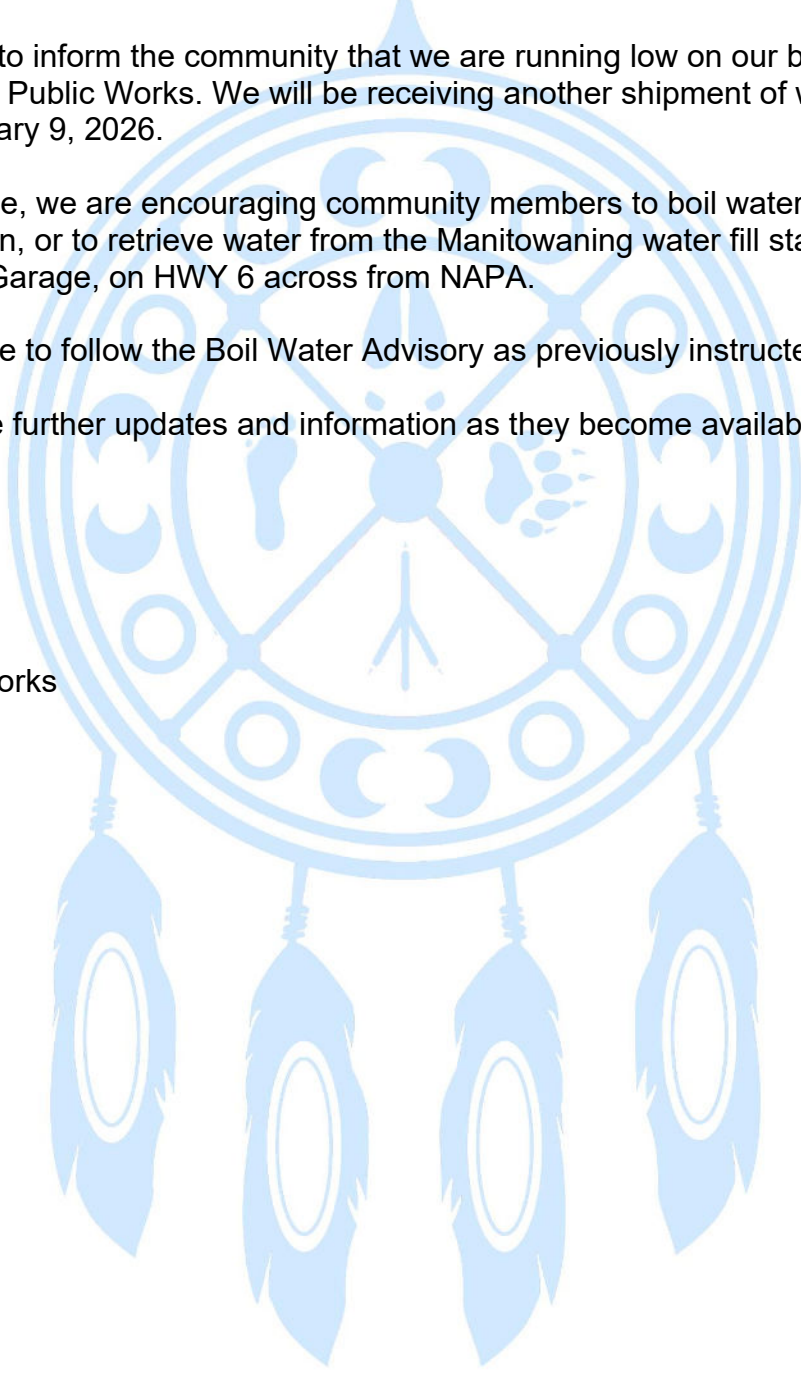 to inform the community that we are running low on our b
Public Works. We will be receiving another shipment of
ary 9, 2026.
e, we are encouraging community members to boil water
n, or to retrieve water from the Manitowaning water fill sta
Garage, on HWY 6 across from NAPA.
e to follow the Boil Water Advisory as previously instructe
e further updates and information as they become availab
orks